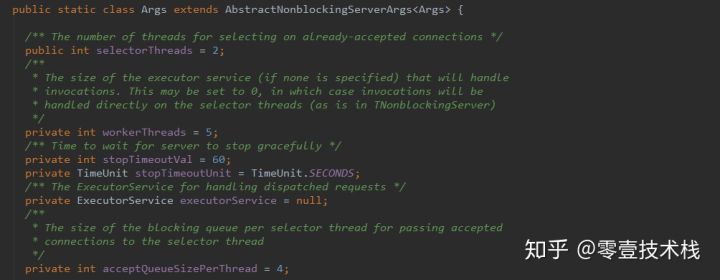 public static class Args extends AbstractNonblockingServerArgs<Args> {
/** The number of threads for selecting on already-accepted connections */
public int selectorThreads = 2;
/**
* The size of the executor service (if none is specified) that will handle
* invocations. This may be set to 0, in which case invocations will be
* handled directly on the selector threads (as is in TNonblockingServer)
*/
private int workerThreads = 5;
/** Time to wait for server to stop gracefully */
private int stopTimeoutVal = 60;
private TimeUnit stopTimeoutUnit = TimeUnit.SECONDS;
/** The ExecutorService for handling dispatched requests */
private ExecutorService executorService = null;
/**
* The size of the blocking queue per selector thread for passing accepted
* connections to the selector thread
*/
private int acceptQueueSizePerThread = 4;
知乎 @零壹技术栈